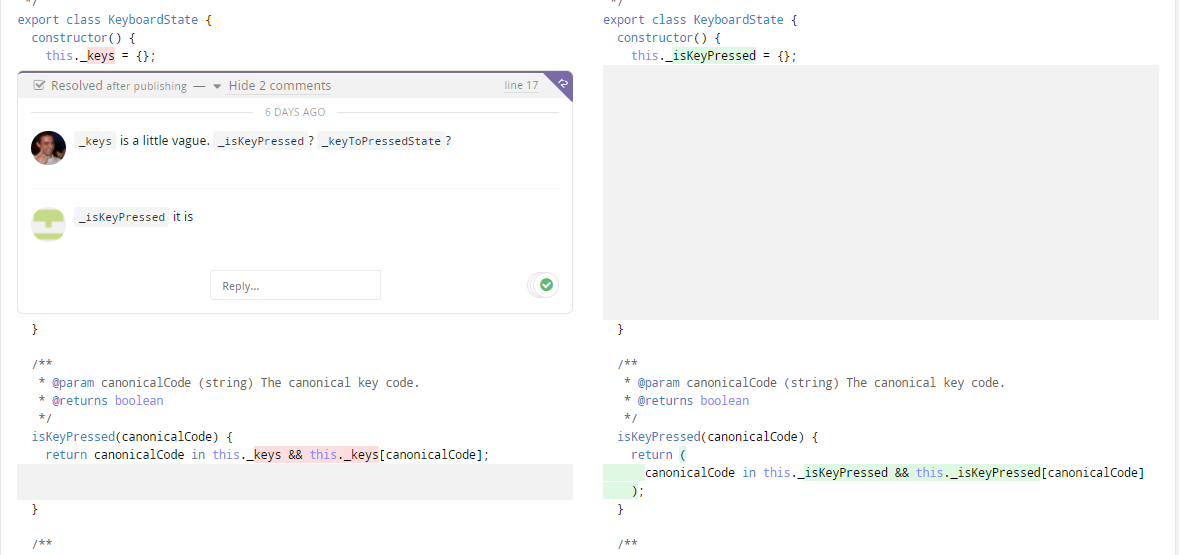 */
export class KeyboardState {
constructor() {
this._keys = {};
Resolved after publishing — Hide 2 comments line 17
6 DAYS AGO
_keys is a little vague. _isKeyPressed ? _keyToPressedState ?
_isKeyPressed it is
Reply...
}
/**
* @param canonicalCode (string) The canonical key code.
* @returns boolean
*/
isKeyPressed(canonicalCode) {
return canonicalCode in this._keys && this._keys[canonicalCode];
}
/**
*/
export class KeyboardState {
constructor() {
this._isKeyPressed = {};
}
/**
* @param canonicalCode (string) The canonical key code.
* @returns boolean
*/
isKeyPressed(canonicalCode) {
return (
canonicalCode in this._isKeyPressed && this._isKeyPressed[canonicalCode]
);
}
/**